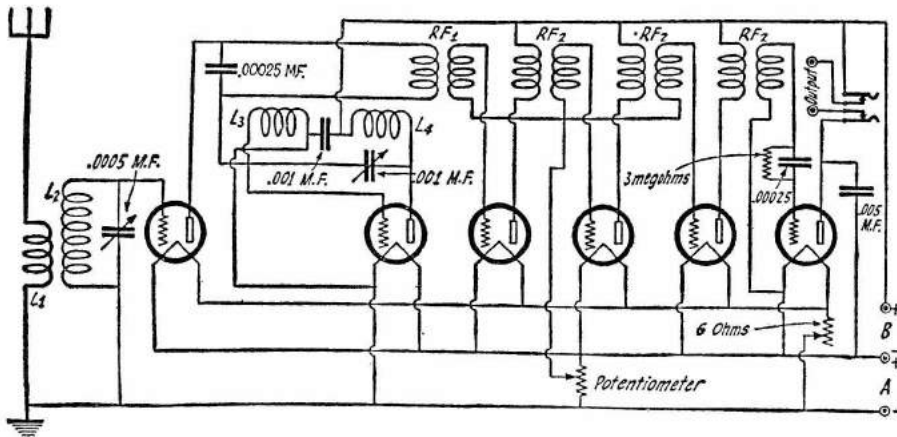 RF1
RF2
RF2
RF2
.00025 MF.
Output
L3
L4
.0005 M.F.
.001 M.F.
.001 M.F.
3 megohms
.00025
.005
M.F.
L2
L1
6 Ohms
+
B
- +
A
-
Potentiometer